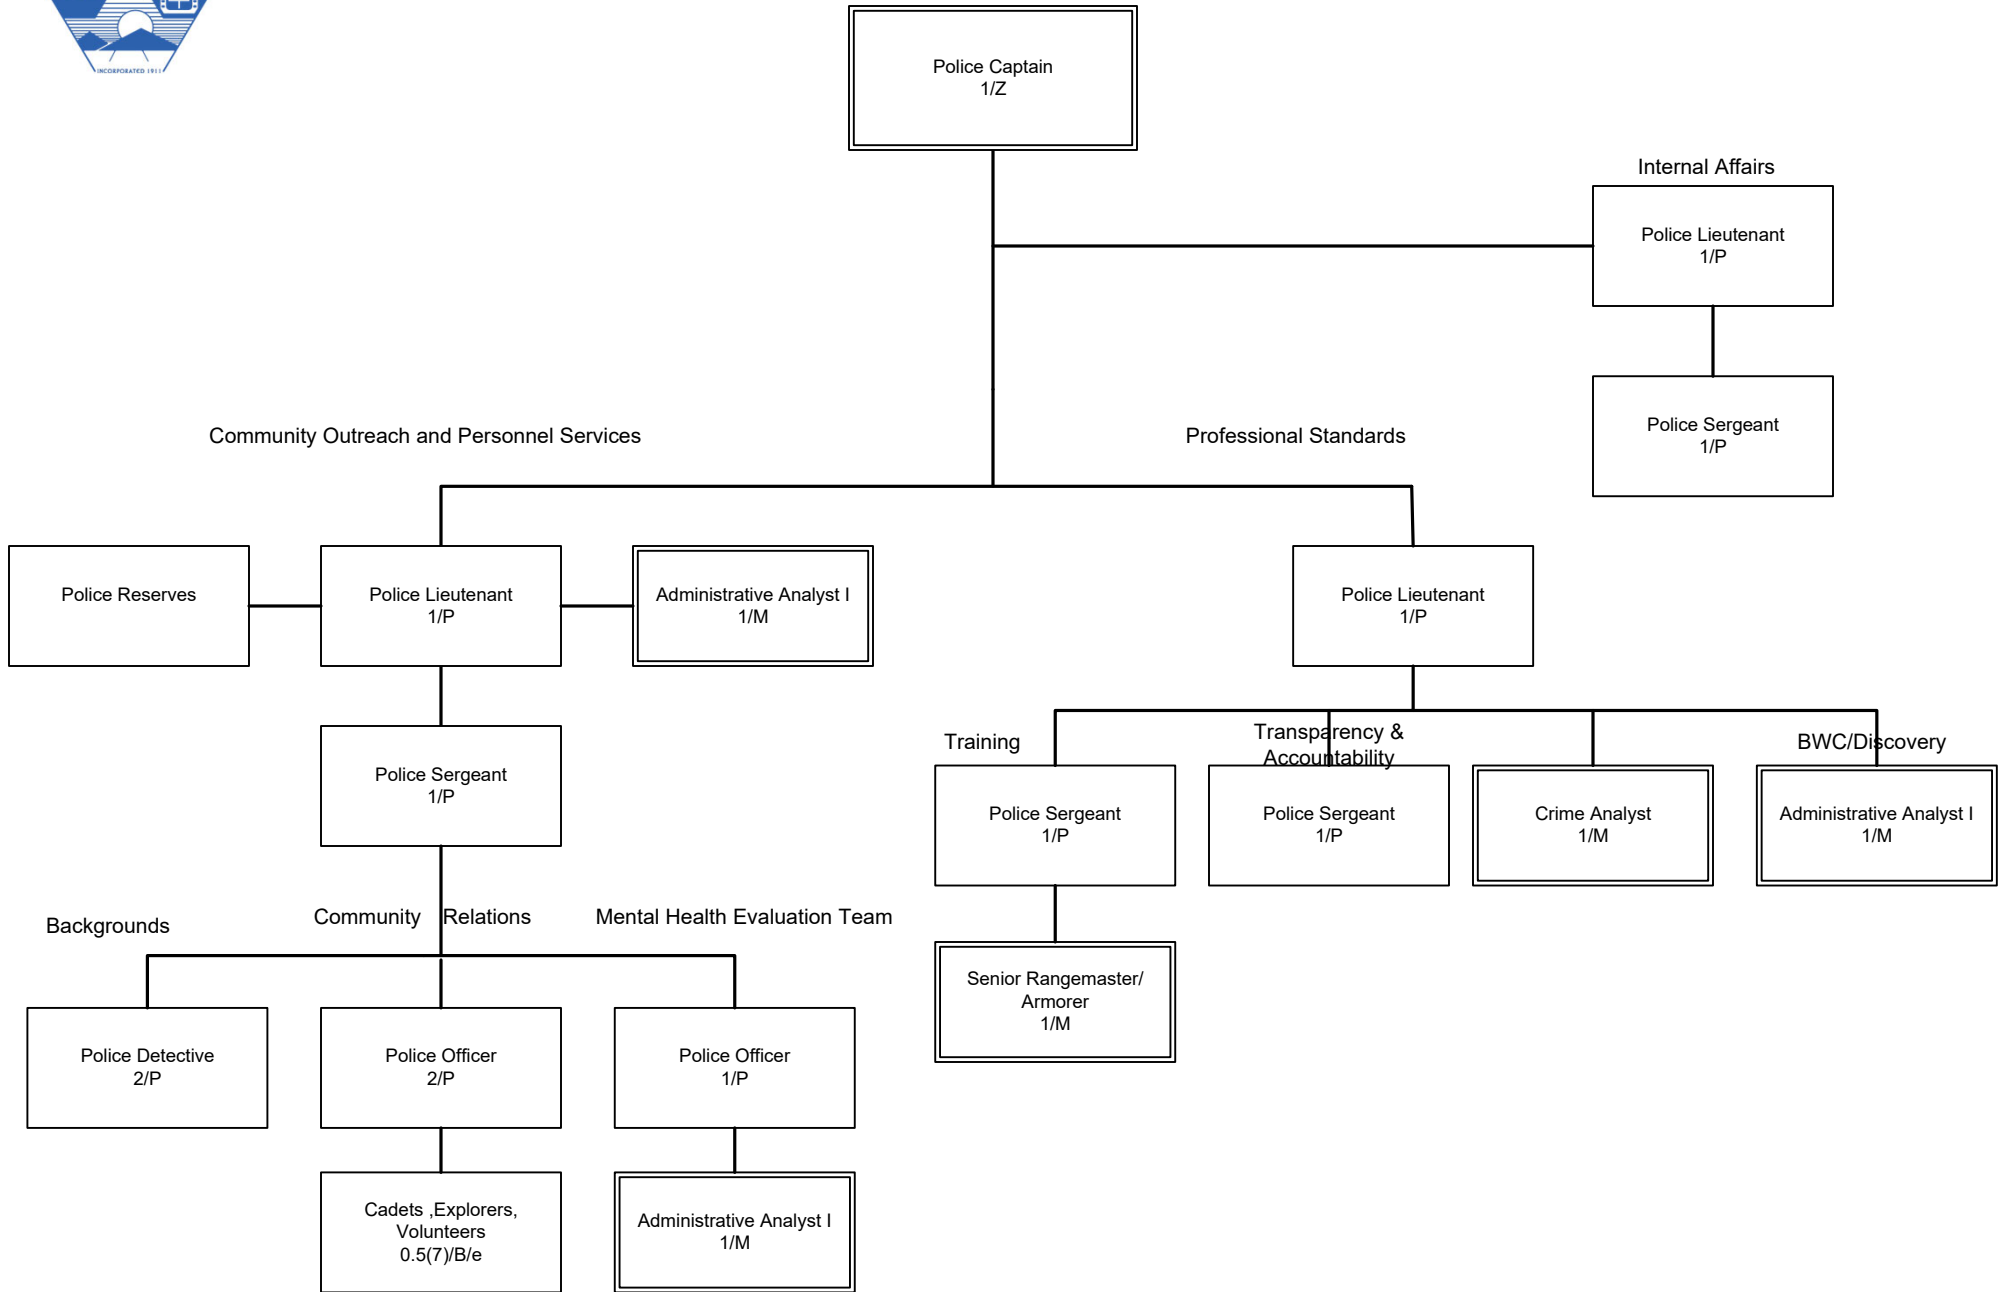 INCORPORATED 1911
Police Captain
1/Z
Internal Affairs
Police Lieutenant
1/P
Police Sergeant
1/P
Community Outreach and Personnel Services
Professional Standards
Police Reserves
Police Lieutenant
1/P
Administrative Analyst I
1/M
Police Lieutenant
1/P
Police Sergeant
1/P
Training
Transparency &
Accountability
BWC/Discovery
Police Sergeant
1/P
Police Sergeant
1/P
Crime Analyst
1/M
Administrative Analyst I
1/M
Backgrounds
Community Relations
Mental Health Evaluation Team
Senior Rangemaster/
Armorer
1/M
Police Detective
2/P
Police Officer
2/P
Police Officer
1/P
Cadets ,Explorers,
Volunteers
0.5(7)/B/e
Administrative Analyst I
1/M